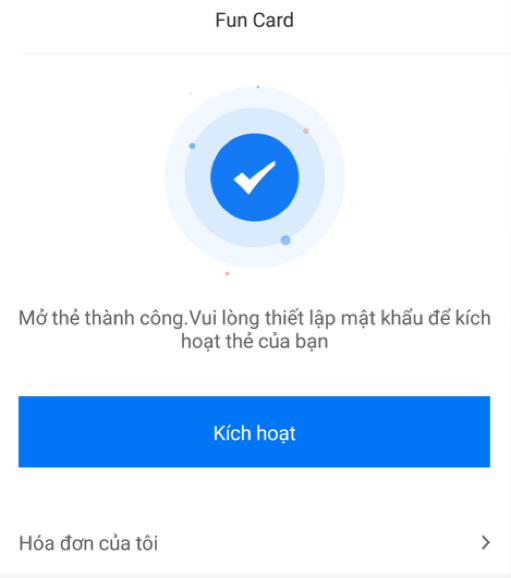 Fun Card
Mở thẻ thành công.Vui lòng thiết lập mật khẩu để kích
hoạt thẻ của bạn
Kích hoạt
Hóa đơn của tôi